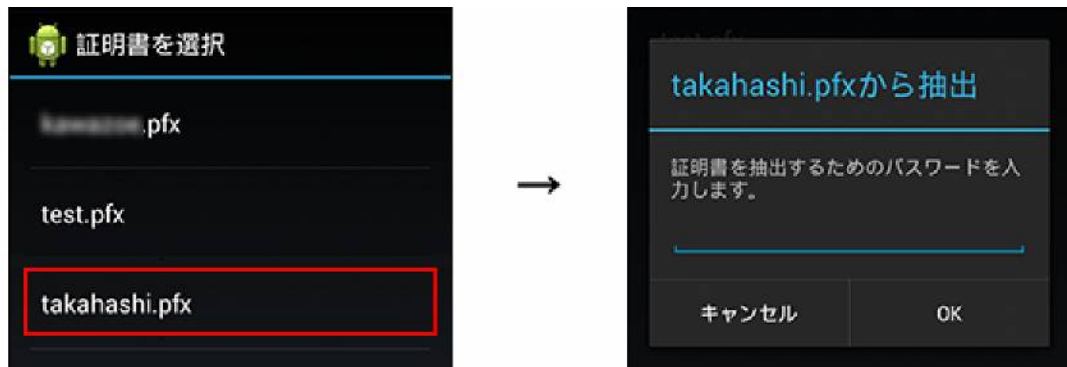 証明書を選択
.pfx
test.pfx
takahashi.pfx
→
takahashi.pfxから抽出
証明書を抽出するためのパスワードを入
力します。
キャンセル
OK